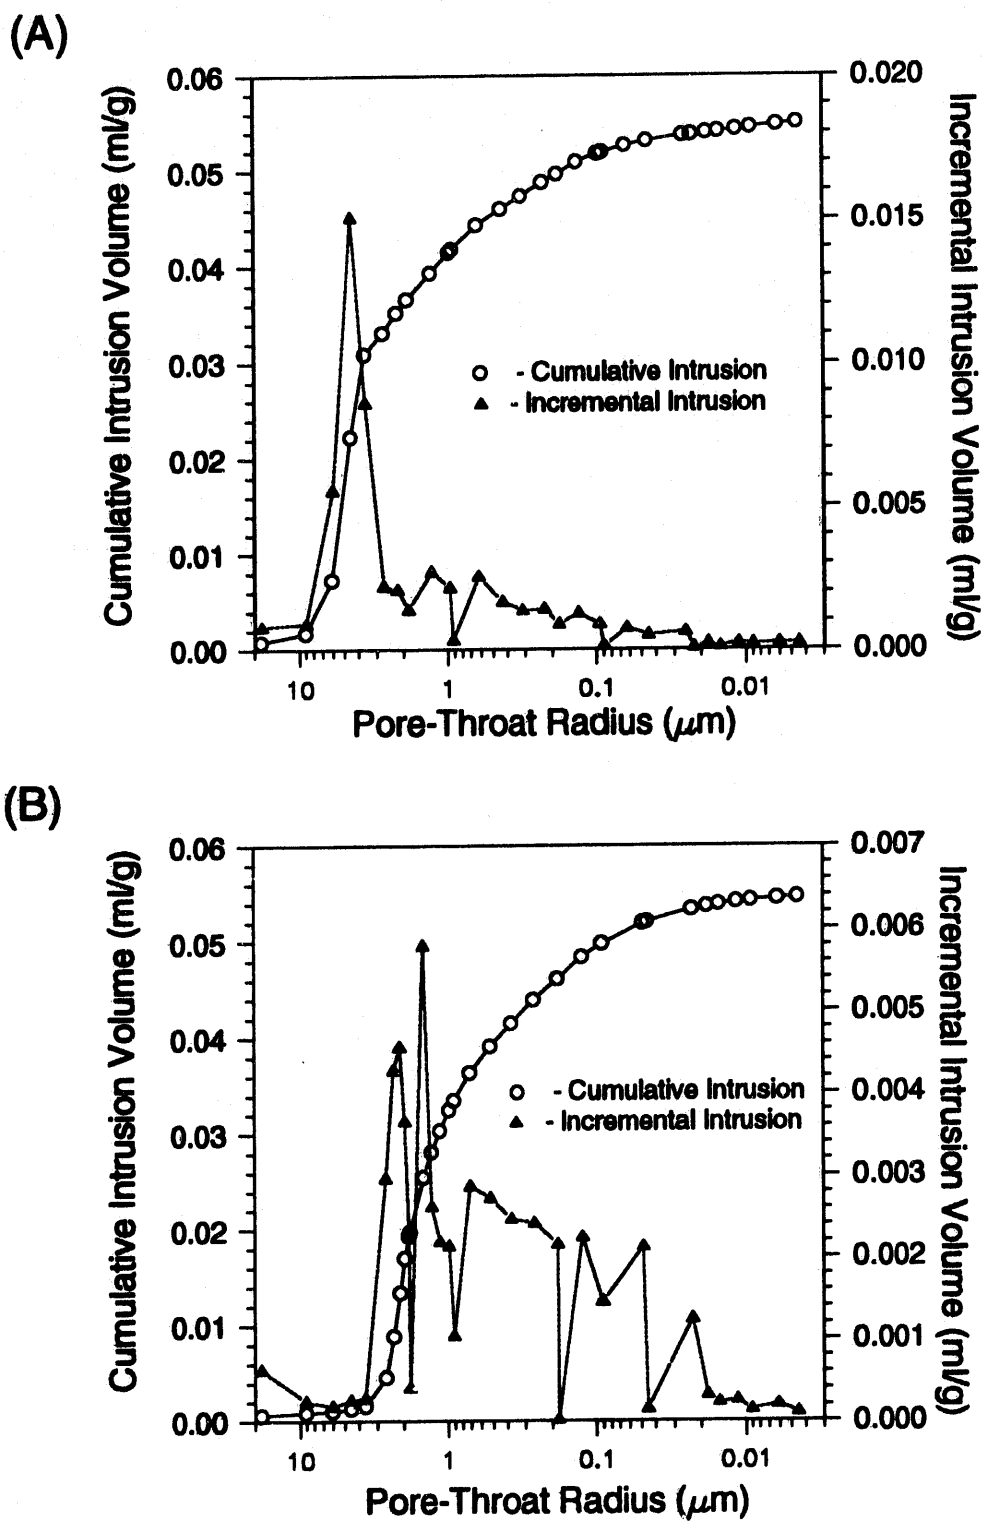 (A)
Cumulative Intrusion Volume (ml/g)
0.06
0.05
0.04
0.03
0.02
0.01
0.00
0.020
0.015
0.010
0.005
0.000
Incremental Intrusion Volume (ml/g)
- Cumulative Intrusion
- Incremental Intrusion
10 1 0.1 0.01
Pore-Throat Radius (μm)
(B)
Cumulative Intrusion Volume (ml/g)
0.06
0.05
0.04
0.03
0.02
0.01
0.00
0.007
0.006
0.005
0.004
0.003
0.002
0.001
0.000
Incremental Intrusion Volume (ml/g)
- Cumulative Intrusion
- Incremental Intrusion
10 1 0.1 0.01
Pore-Throat Radius (μm)